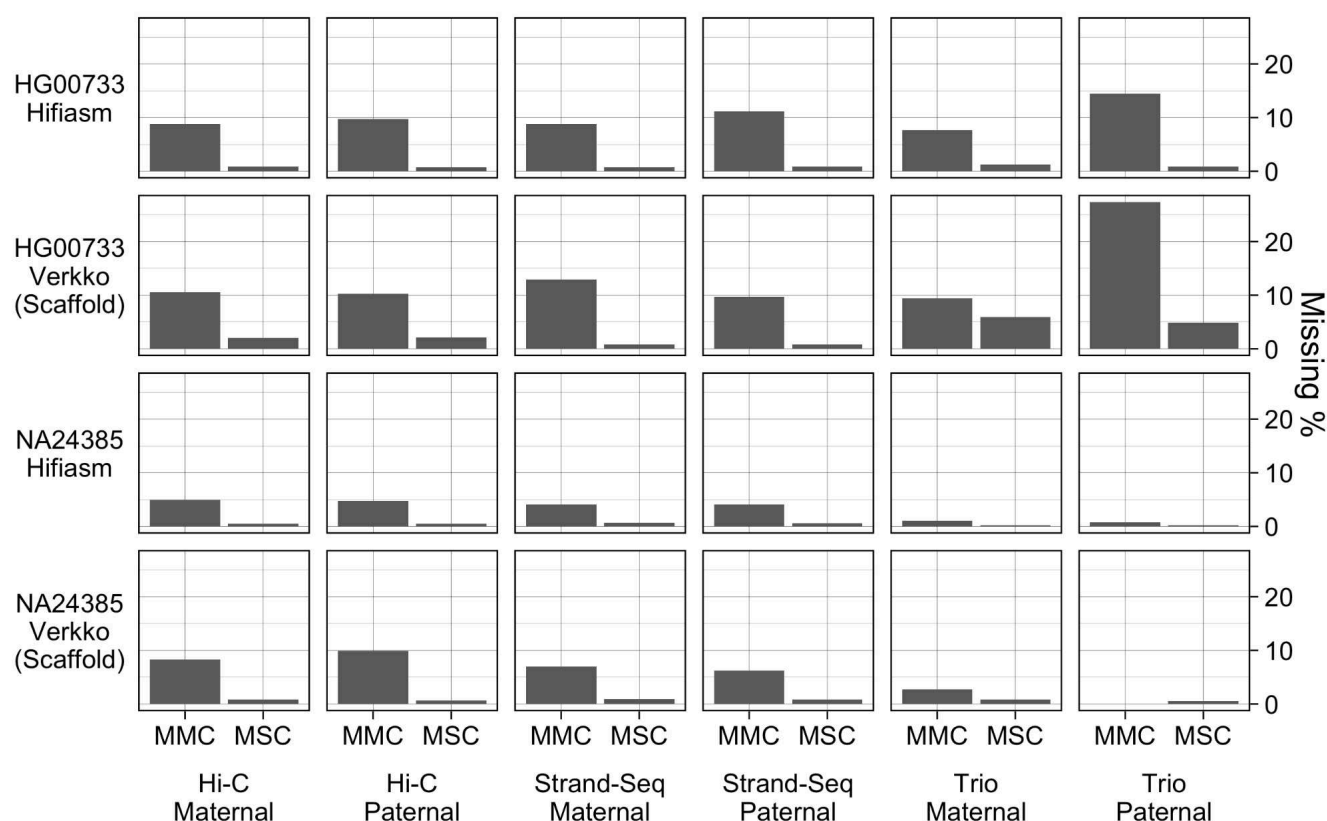 HG00733
Hifiasm
20
10
0
HG00733
Verkko
(Scaffold)
20
10
0
Missing %
NA24385
Hifiasm
20
10
0
NA24385
Verkko
(Scaffold)
20
10
0
MMC MSC MMC MSC MMC MSC MMC MSC MMC MSC MMC MSC
Hi-C Hi-C Strand-Seq Strand-Seq Trio Trio
Maternal Paternal Maternal Paternal Maternal Paternal